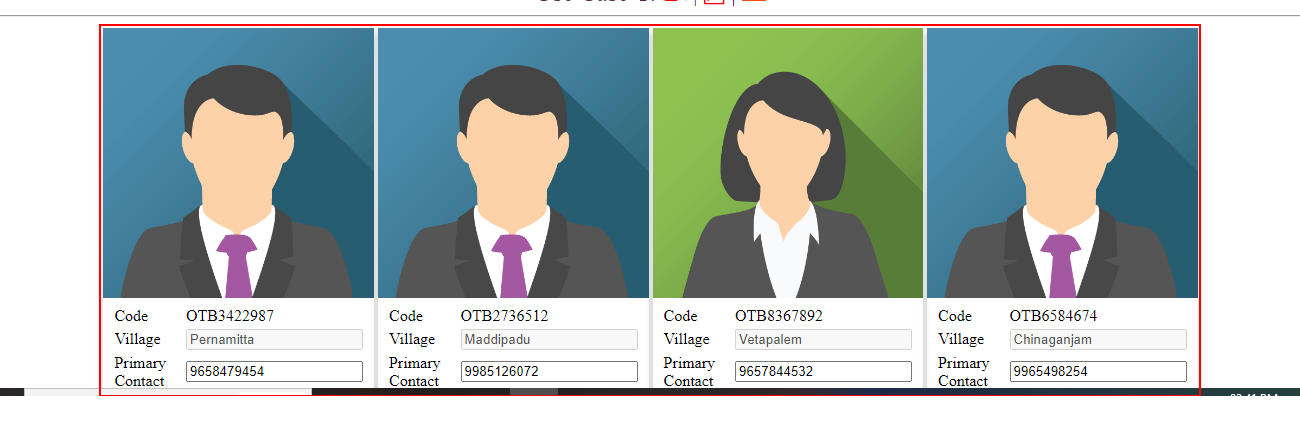 Code OTB3422987
Village Pernamitta
Primary Contact 9658479454
Code OTB2736512
Village Maddipadu
Primary Contact 9985126072
Code OTB8367892
Village Vetapalem
Primary Contact 9657844532
Code OTB6584674
Village Chinaganjam
Primary Contact 9965498254